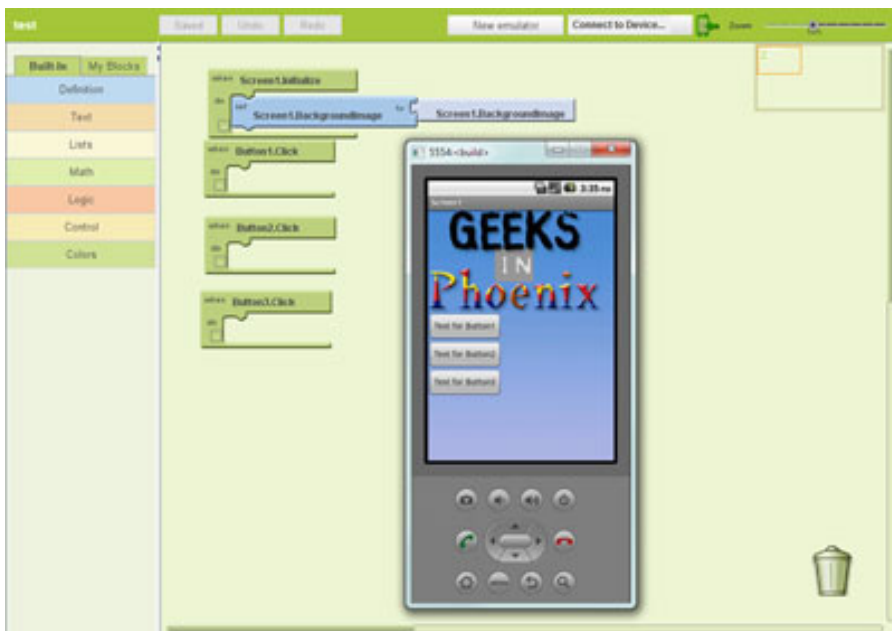 test
Saved
Undo
Redo
New emulator
Connect to Device...
Zoom
Built-In
My Blocks
Definition
Text
Lists
Math
Logic
Control
Colors
when Screen1.Initialize
do
set Screen1.BackgroundImage to
Screen1.BackgroundImage
when Button1.Click
do
when Button2.Click
do
when Button3.Click
do
5554:<build>
3:35 PM
Screen1
GEEKS
IN
Phoenix
Text for Button1
Text for Button2
Text for Button3
MENU